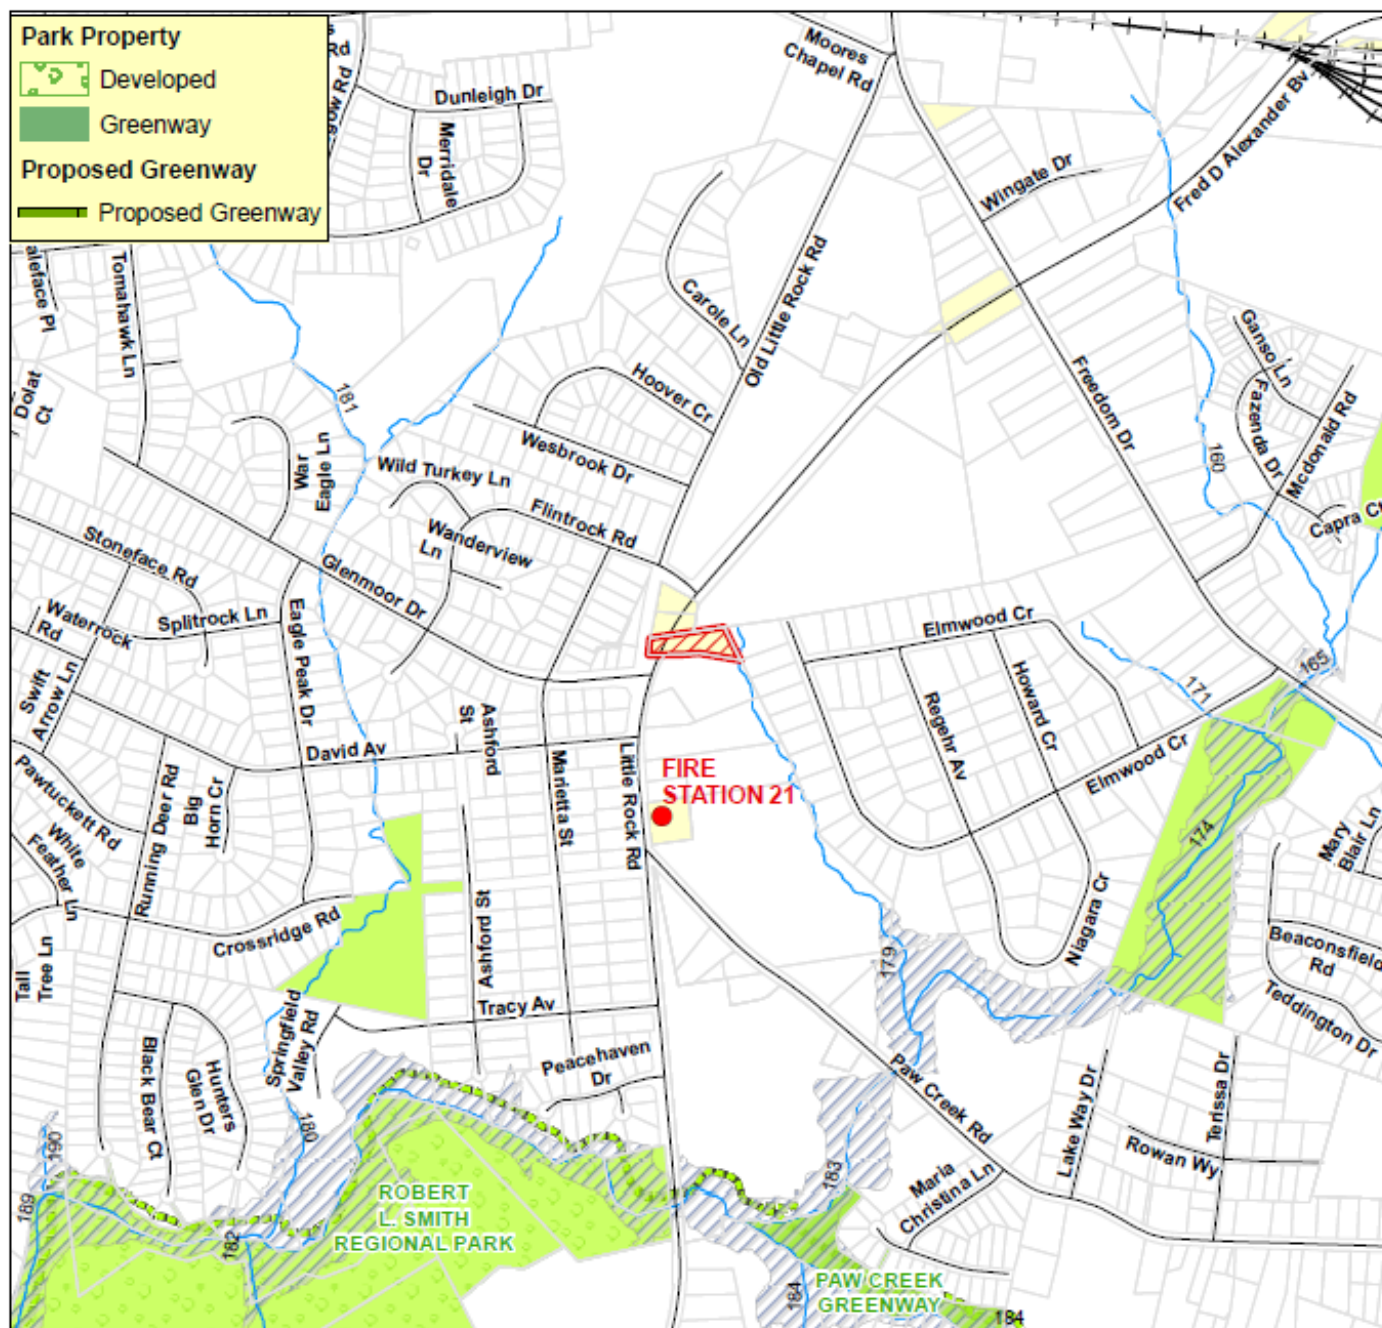 Park Property
Developed
Greenway
Proposed Greenway
Proposed Greenway
Rd
Dunleigh Dr
Merridale
Dr
Moores
Chapel Rd
Fred D Alexander Bv
Wingate Dr
Old Little Rock Rd
Carole Ln
Hoover Cr
Wesbrook Dr
Wild Turkey Ln
Flintrock Rd
Wanderview
Ln
Tomahawk Ln
aleface Pl
Dolat
Ct
181
War
Eagle Ln
Glenmoor Dr
Stoneface Rd
Splitrock Ln
Waterrock
Rd
Swift
Arrow Ln
Eagle Peak Dr
Freedom Dr
Ganso Ln
Fazenda Dr
Mcdonald Rd
Capra Ct
160
Elmwood Cr
Howard Cr
Regehr Av
171
165
Elmwood Cr
David Av
Ashford
St
Marietta St
Little Rock Rd
FIRE
STATION 21
Pawtuckett Rd
Running Deer Rd
Big
Horn Cr
White
Feather Ln
Tall
Tree Ln
Crossridge Rd
Ashford St
Tracy Av
Springfield
Valley Rd
Black Bear Ct
Hunters
Glen Dr
Peacehaven
Dr
174
Mary
Blair Ln
Niagara Cr
Beaconsfield
Rd
Teddington Dr
179
Paw Creek Rd
Lake Way Dr
Terissa Dr
Rowan Wy
Maria
Christina Ln
180
190
189
182
183
184
184
ROBERT
L. SMITH
REGIONAL PARK
PAW CREEK
GREENWAY